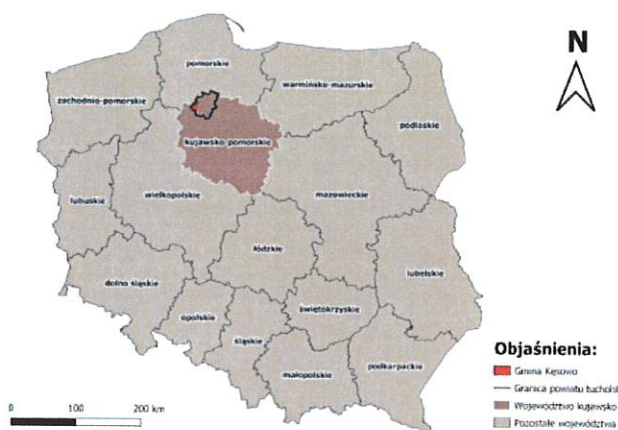 N
pomorskie
warmińsko-mazurskie
zachodnio-pomorskie
podlaskie
kujawsko-pomorskie
wielkopolskie
mazowieckie
lubuskie
łódzkie
lubelskie
dolno śląskie
opolskie
świętokrzyskie
śląskie
małopolskie
podkarpackie
Objaśnienia:
Gmina Kęsowo
Granica powiatu tuchols
Województwo kujawsko
Pozostałe województwa
0 100 200 km